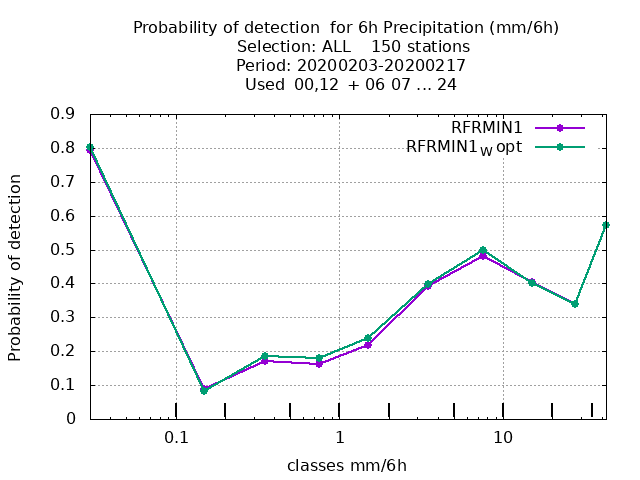 Probability of detection  for 6h Precipitation (mm/6h)
Selection: ALL    150 stations
Period: 20200203-20200217
Used  00,12  + 06 07 ... 24
RFRMIN1
RFRMIN1W opt
0.9
0.8
0.7
0.6
0.5
0.4
0.3
0.2
0.1
0
Probability of detection
0.1
1
10
classes mm/6h